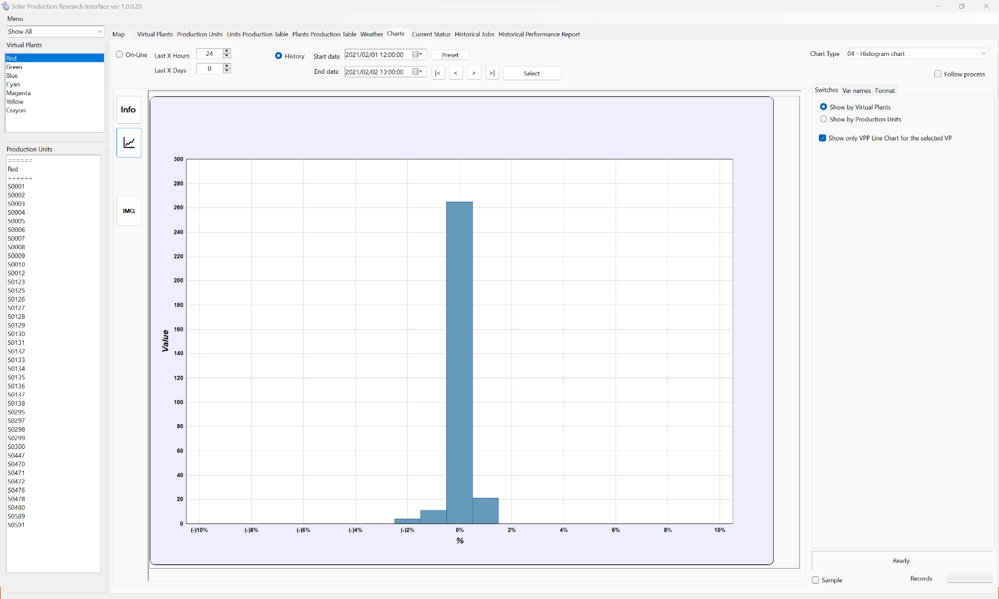 Solar Production Research Interface ver 1.0.0.20
Menu
Show All
Map Virtual Plants Production Units Units Production Table Plants Production Table Weather Charts Current Status Historical Jobs Historical Performance Report
Virtual Plants
Red
Green
Blue
Cyan
Magenta
Yellow
Crayon
Production Units
======
Red
======
S0001
S0002
S0003
S0004
S0005
S0006
S0007
S0008
S0009
S0010
S0012
S0123
S0125
S0126
S0127
S0128
S0129
S0130
S0131
S0132
S0133
S0134
S0135
S0136
S0137
S0138
S0295
S0297
S0298
S0299
S0300
S0447
S0470
S0471
S0472
S0476
S0478
S0480
S0589
S0591
On-Line Last X Hours 24 History Start date 2021/02/01 12:00:00 Preset
Last X Days 0 End date 2021/02/02 13:00:00 |< < > >| Select
Chart Type 04 - Histogram chart
Follow process
Info
IMG
300
280
260
240
220
200
180
160
140
120
100
80
60
40
20
0
Value
(-)10% (-)8% (-)6% (-)4% (-)2% 0% 2% 4% 6% 8% 10%
%
Switches Var names Format
Show by Virtual Plants
Show by Production Units
Show only VPP Line Chart for the selected VP
Ready.
Sample Records